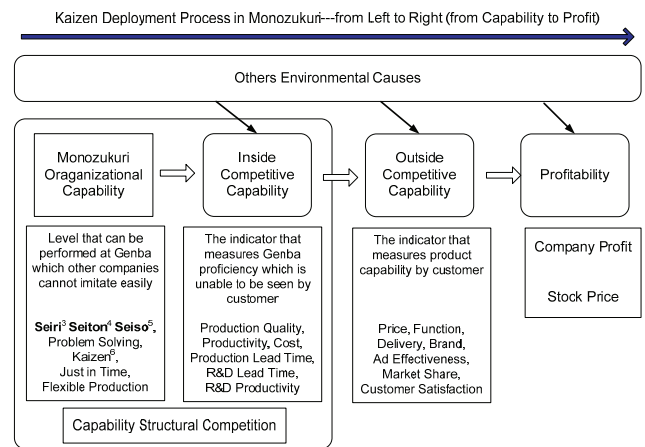 Kaizen Deployment Process in Monozukuri---from Left to Right (from Capability to Profit)
Others Environmental Causes
Monozukuri
Oraganizational
Capability
Inside
Competitive
Capability
Outside
Competitive
Capability
Profitability
Level that can be
performed at Genba
which other companies
cannot imitate easily
Seiri3 Seiton4 Seiso5,
Problem Solving,
Kaizen6,
Just in Time,
Flexible Production
The indicator that
measures Genba
proficiency which is
unable to be seen by
customer
Production Quality,
Productivity, Cost,
Production Lead Time,
R&D Lead Time,
R&D Productivity
The indicator that
measures product
capability by customer
Price, Function,
Delivery, Brand,
Ad Effectiveness,
Market Share,
Customer Satisfaction
Company Profit
Stock Price
Capability Structural Competition